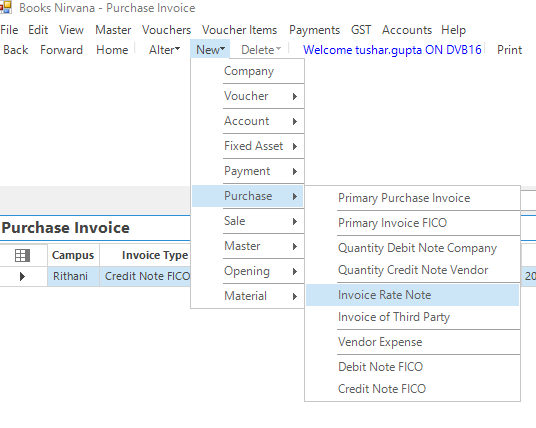 Books Nirvana - Purchase Invoice
File Edit View Master Vouchers Voucher Items Payments GST Accounts Help
Back Forward Home Alter New Delete Welcome tushar.gupta ON DVB16 Print
Company
Voucher
Account
Fixed Asset
Payment
Purchase
Sale
Master
Opening
Material
Primary Purchase Invoice
Primary Invoice FICO
Quantity Debit Note Company
Quantity Credit Note Vendor
Invoice Rate Note
Invoice of Third Party
Vendor Expense
Debit Note FICO
Credit Note FICO
Purchase Invoice
Campus Invoice Type
Rithani Credit Note FICO 20